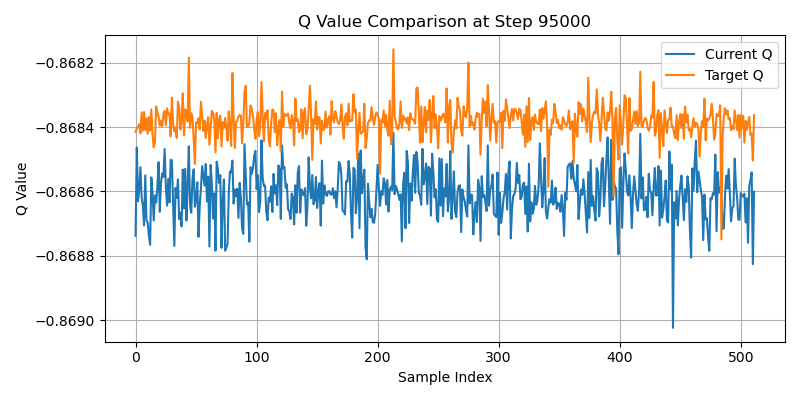 Q Value Comparison at Step 95000
Current Q
Target Q
Q Value
−0.8682
−0.8684
−0.8686
−0.8688
−0.8690
0 100 200 300 400 500
Sample Index